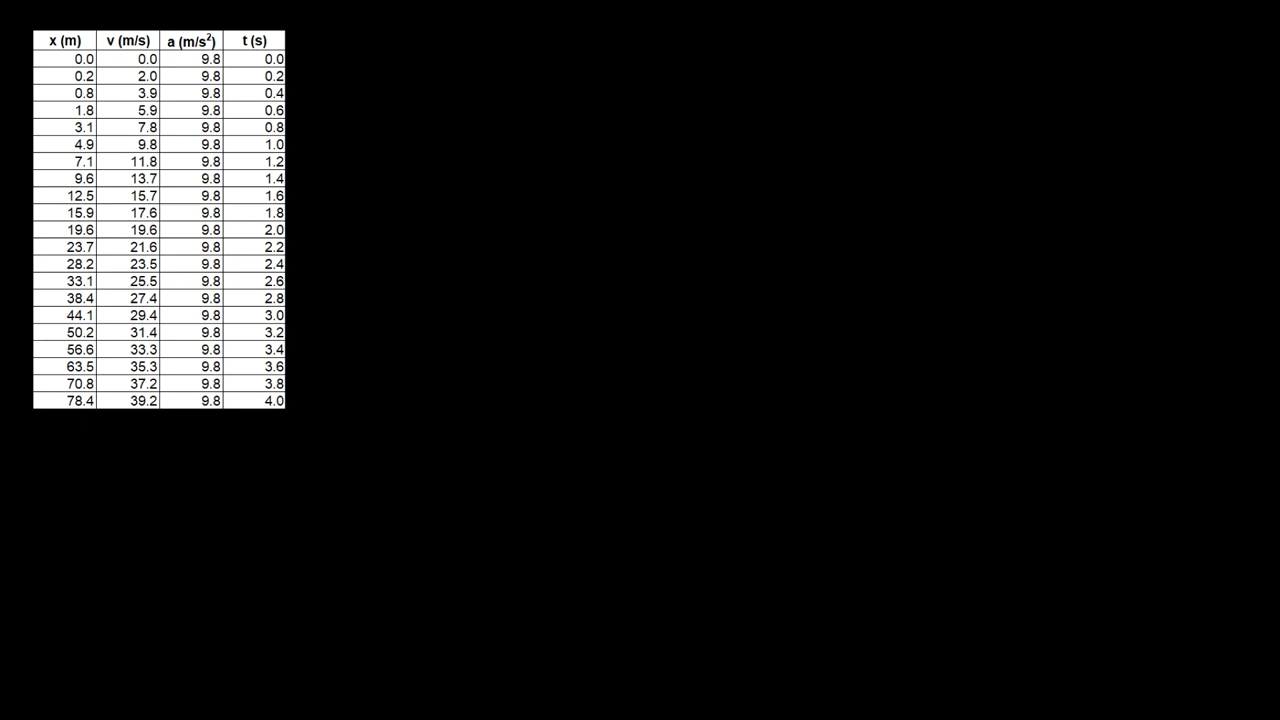 x (m) v (m/s) a (m/s²) t (s)
0.0 0.0 9.8 0.0
0.2 2.0 9.8 0.2
0.8 3.9 9.8 0.4
1.8 5.9 9.8 0.6
3.1 7.8 9.8 0.8
4.9 9.8 9.8 1.0
7.1 11.8 9.8 1.2
9.6 13.7 9.8 1.4
12.5 15.7 9.8 1.6
15.9 17.6 9.8 1.8
19.6 19.6 9.8 2.0
23.7 21.6 9.8 2.2
28.2 23.5 9.8 2.4
33.1 25.5 9.8 2.6
38.4 27.4 9.8 2.8
44.1 29.4 9.8 3.0
50.2 31.4 9.8 3.2
56.6 33.3 9.8 3.4
63.5 35.3 9.8 3.6
70.8 37.2 9.8 3.8
78.4 39.2 9.8 4.0